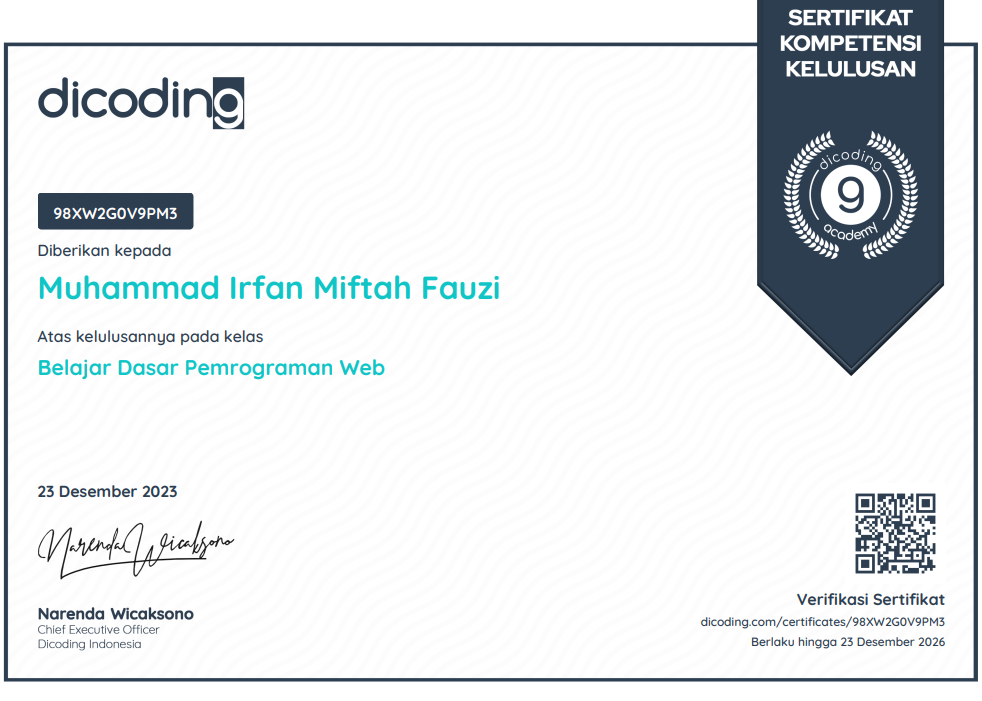 SERTIFIKAT
KOMPETENSI
KELULUSAN
dicoding
dicoding
9
academy
98XW2G0V9PM3
Diberikan kepada
Muhammad Irfan Miftah Fauzi
Atas kelulusannya pada kelas
Belajar Dasar Pemrograman Web
23 Desember 2023
Narenda Wicaksono
Narenda Wicaksono
Chief Executive Officer
Dicoding Indonesia
Verifikasi Sertifikat
dicoding.com/certificates/98XW2G0V9PM3
Berlaku hingga 23 Desember 2026